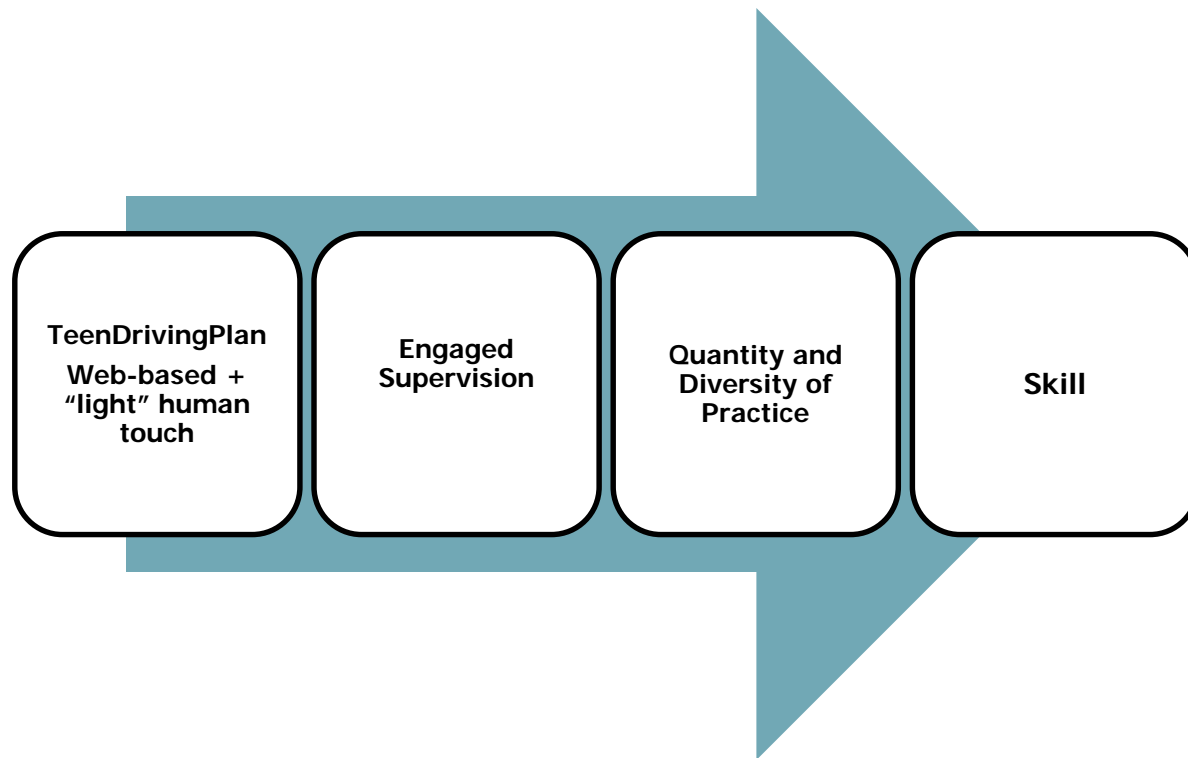 TeenDrivingPlan
Web-based +
“light” human
touch
Engaged
Supervision
Quantity and
Diversity of
Practice
Skill